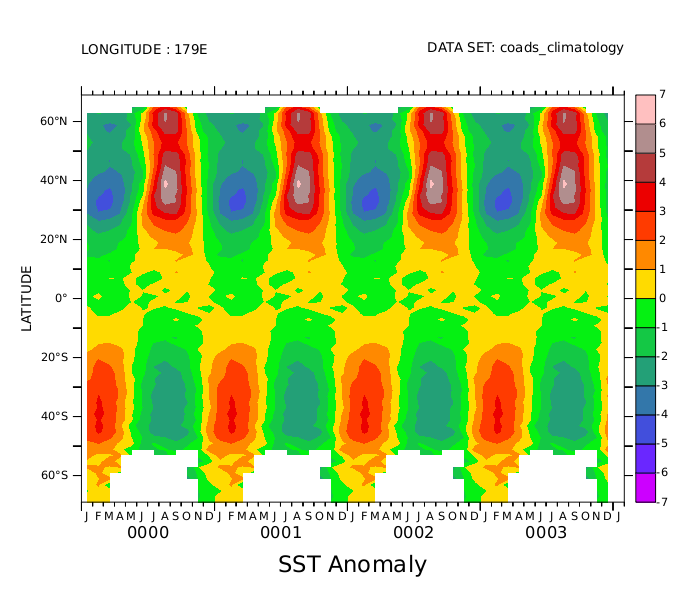 LONGITUDE : 179E
DATA SET: coads_climatology
LATITUDE
60°N
40°N
20°N
0°
20°S
40°S
60°S
7
6
5
4
3
2
1
0
-1
-2
-3
-4
-5
-6
-7
J F M A M J J A S O N D J F M A M J J A S O N D J F M A M J J A S O N D J F M A M J J A S O N D J
0000 0001 0002 0003
SST Anomaly